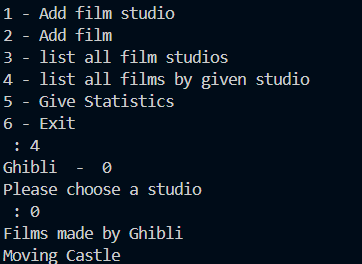 1 - Add film studio
2 - Add film
3 - list all film studios
4 - list all films by given studio
5 - Give Statistics
6 - Exit
 : 4
Ghibli  -  0
Please choose a studio
 : 0
Films made by Ghibli
Moving Castle